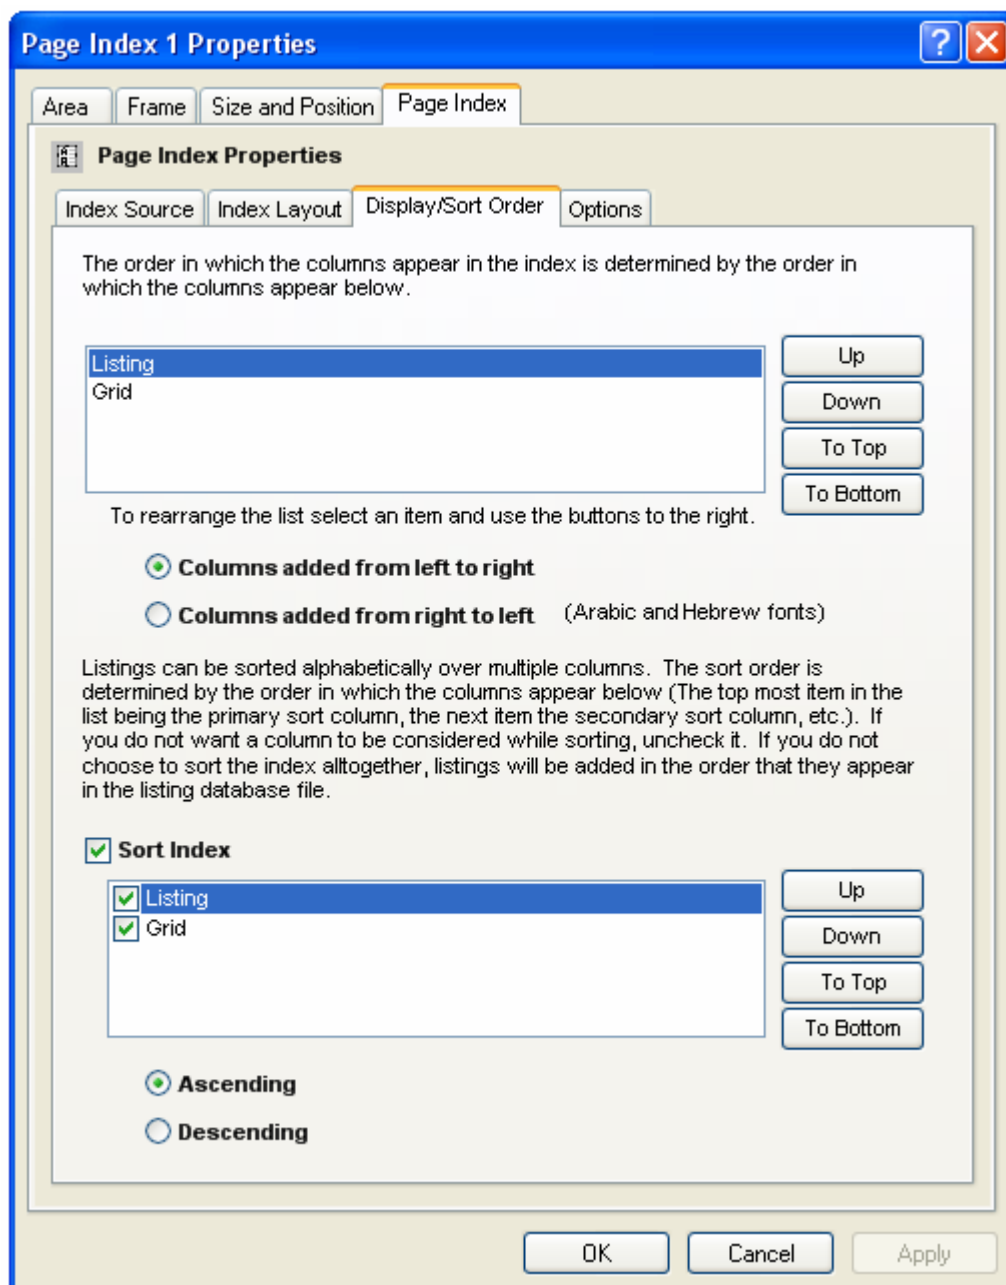 Page Index 1 Properties
Area Frame Size and Position Page Index
Page Index Properties
Index Source Index Layout Display/Sort Order Options
The order in which the columns appear in the index is determined by the order in
which the columns appear below.
Listing
Grid
Up
Down
To Top
To Bottom
To rearrange the list select an item and use the buttons to the right.
Columns added from left to right
Columns added from right to left (Arabic and Hebrew fonts)
Listings can be sorted alphabetically over multiple columns. The sort order is
determined by the order in which the columns appear below (The top most item in the
list being the primary sort column, the next item the secondary sort column, etc.). If
you do not want a column to be considered while sorting, uncheck it. If you do not
choose to sort the index alltogether, listings will be added in the order that they appear
in the listing database file.
Sort Index
Listing
Grid
Up
Down
To Top
To Bottom
Ascending
Descending
OK Cancel Apply